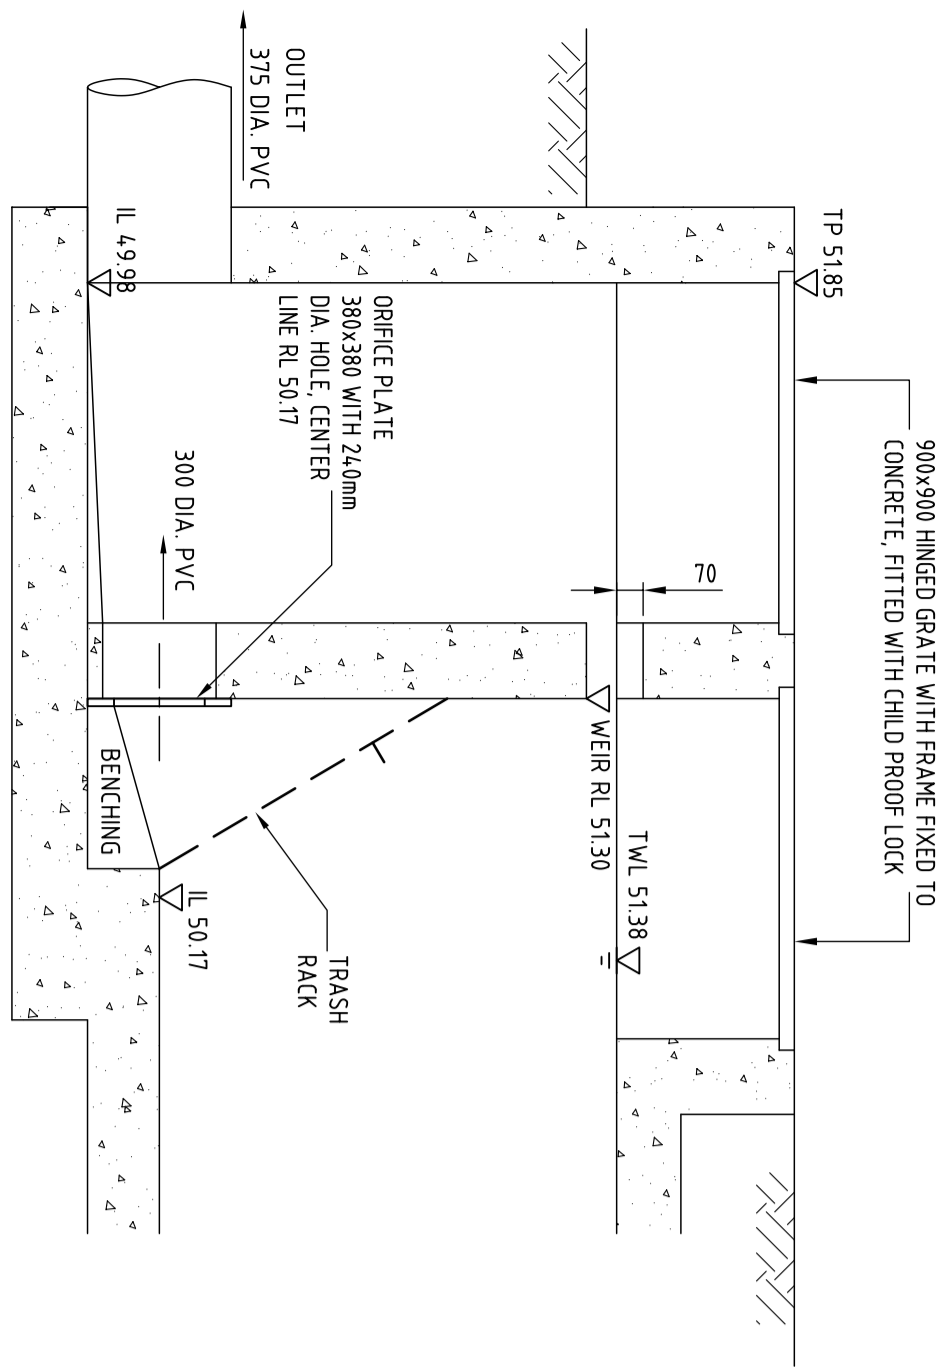 900x900 HINGED GRATE WITH FRAME FIXED TO
CONCRETE, FITTED WITH CHILD PROOF LOCK
TP 51.85
70
TWL 51.38
WEIR RL 51.30
OUTLET
375 DIA. PVC
ORIFICE PLATE
380x380 WITH 240mm
DIA. HOLE, CENTER
LINE RL 50.17
TRASH
RACK
300 DIA. PVC
IL 49.98
IL 50.17
BENCHING